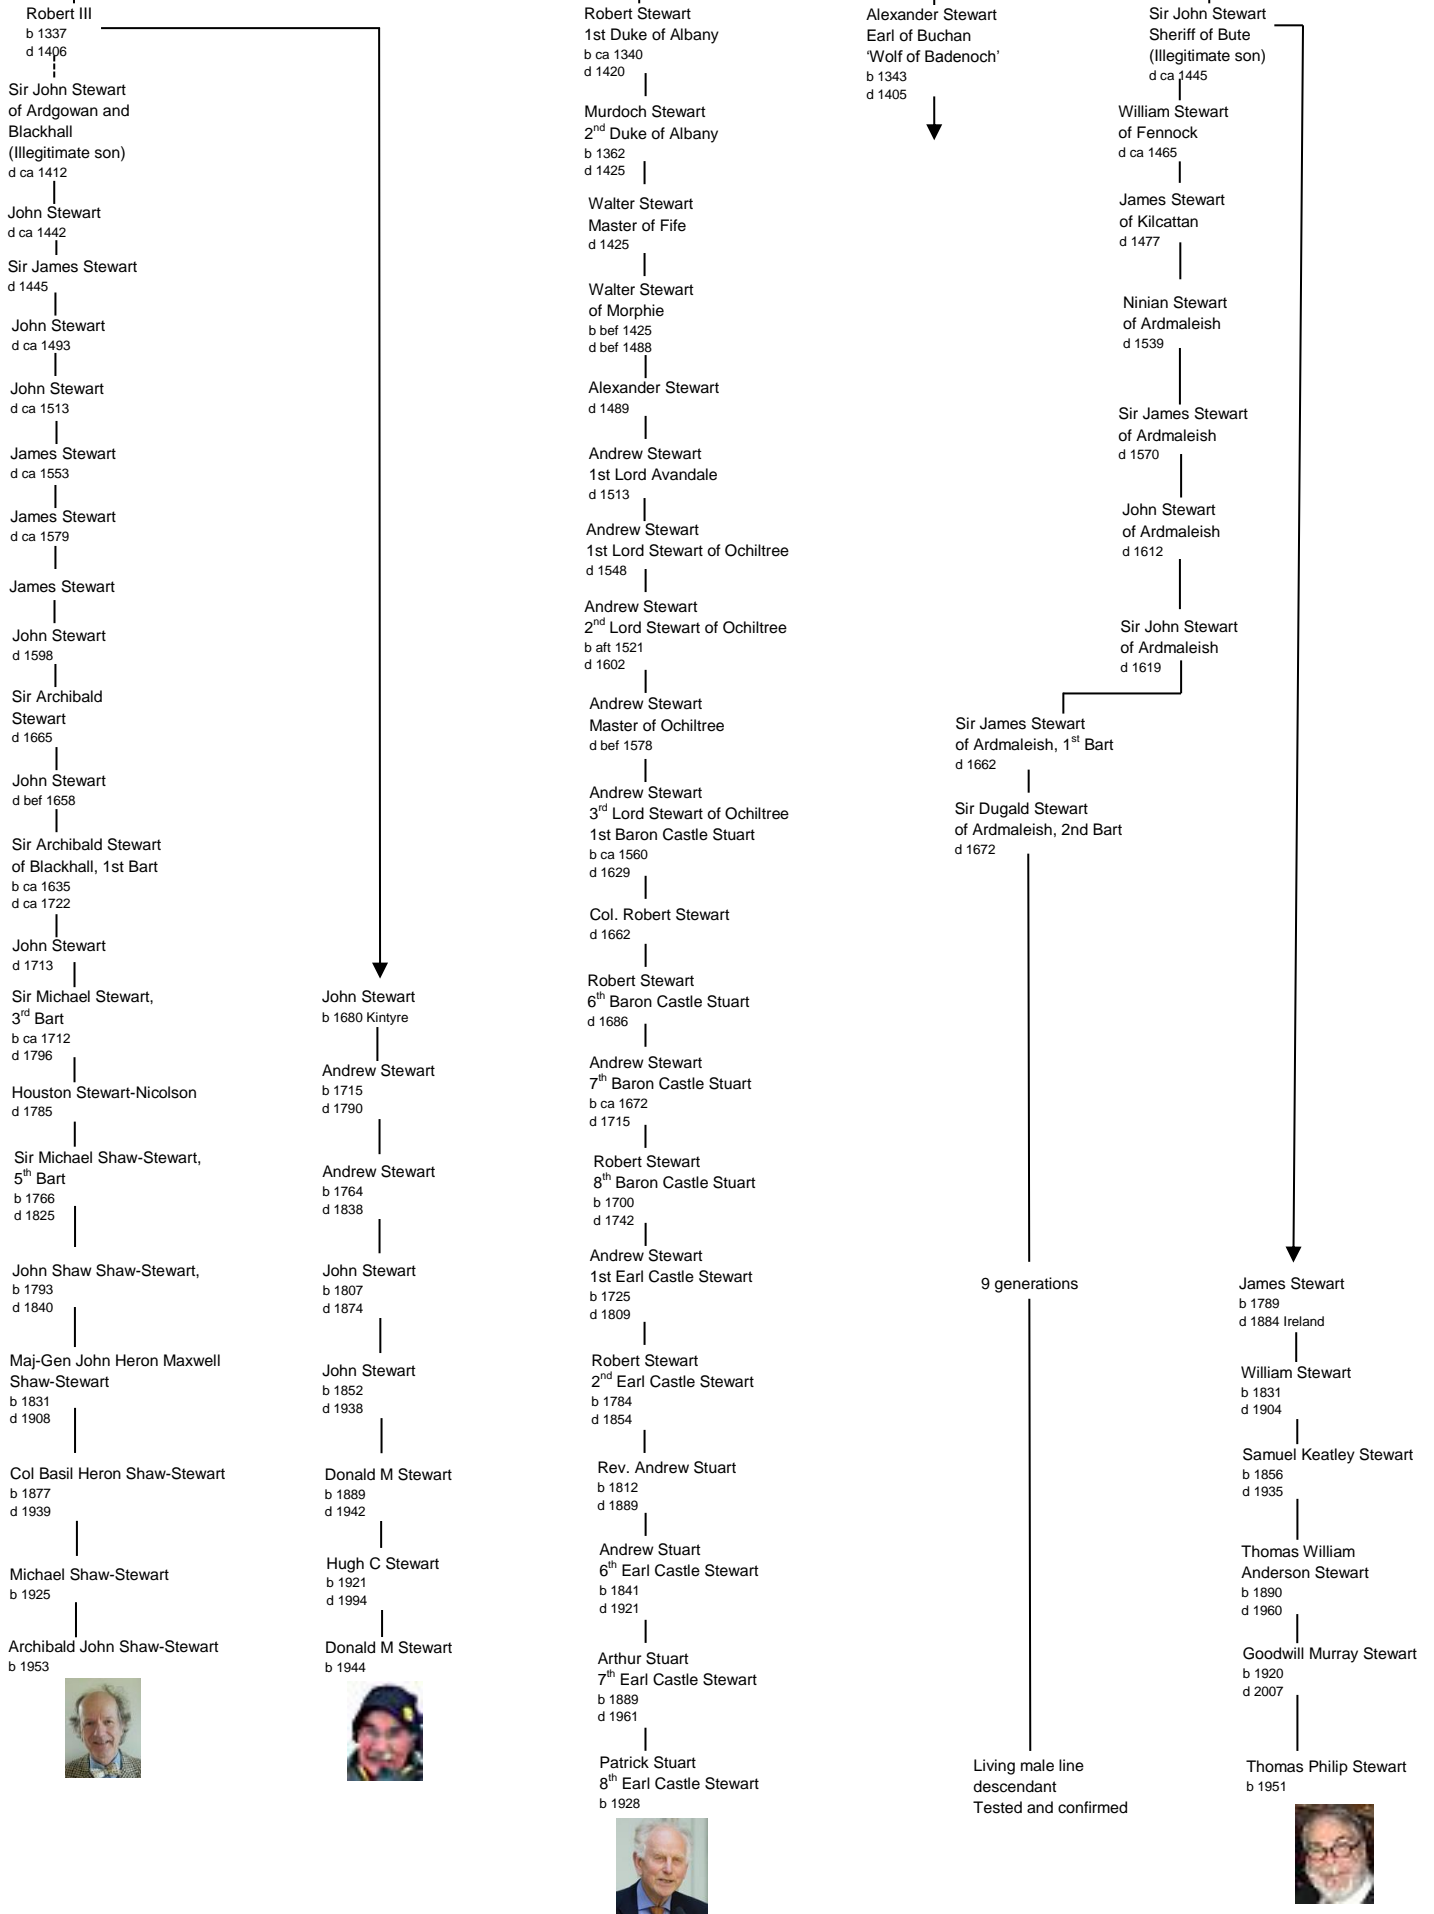 Robert III
b 1337
d 1406
Sir John Stewart
of Ardgowan and
Blackhall
(Illegitimate son)
d ca 1412
John Stewart
d ca 1442
Sir James Stewart
d 1445
John Stewart
d ca 1493
John Stewart
d ca 1513
James Stewart
d ca 1553
James Stewart
d ca 1579
James Stewart
John Stewart
d 1598
Sir Archibald
Stewart
d 1665
John Stewart
d bef 1658
Sir Archibald Stewart
of Blackhall, 1st Bart
b ca 1635
d ca 1722
John Stewart
d 1713
Sir Michael Stewart,
3rd Bart
b ca 1712
d 1796
Houston Stewart-Nicolson
d 1785
Sir Michael Shaw-Stewart,
5th Bart
b 1766
d 1825
John Shaw Shaw-Stewart,
b 1793
d 1840
Maj-Gen John Heron Maxwell
Shaw-Stewart
b 1831
d 1908
Col Basil Heron Shaw-Stewart
b 1877
d 1939
Michael Shaw-Stewart
b 1925
Archibald John Shaw-Stewart
b 1953
John Stewart
b 1680 Kintyre
Andrew Stewart
b 1715
d 1790
Andrew Stewart
b 1764
d 1838
John Stewart
b 1807
d 1874
John Stewart
b 1852
d 1938
Donald M Stewart
b 1889
d 1942
Hugh C Stewart
b 1921
d 1994
Donald M Stewart
b 1944
Robert Stewart
1st Duke of Albany
b ca 1340
d 1420
Murdoch Stewart
2nd Duke of Albany
b 1362
d 1425
Walter Stewart
Master of Fife
d 1425
Walter Stewart
of Morphie
b bef 1425
d bef 1488
Alexander Stewart
d 1489
Andrew Stewart
1st Lord Avandale
d 1513
Andrew Stewart
1st Lord Stewart of Ochiltree
d 1548
Andrew Stewart
2nd Lord Stewart of Ochiltree
b aft 1521
d 1602
Andrew Stewart
Master of Ochiltree
d bef 1578
Andrew Stewart
3rd Lord Stewart of Ochiltree
1st Baron Castle Stuart
b ca 1560
d 1629
Col. Robert Stewart
d 1662
Robert Stewart
6th Baron Castle Stuart
d 1686
Andrew Stewart
7th Baron Castle Stuart
b ca 1672
d 1715
Robert Stewart
8th Baron Castle Stuart
b 1700
d 1742
Andrew Stewart
1st Earl Castle Stewart
b 1725
d 1809
Robert Stewart
2nd Earl Castle Stewart
b 1784
d 1854
Rev. Andrew Stuart
b 1812
d 1889
Andrew Stuart
6th Earl Castle Stewart
b 1841
d 1921
Arthur Stuart
7th Earl Castle Stewart
b 1889
d 1961
Patrick Stuart
8th Earl Castle Stewart
b 1928
Alexander Stewart
Earl of Buchan
‘Wolf of Badenoch’
b 1343
d 1405
Sir John Stewart
Sheriff of Bute
(Illegitimate son)
d ca 1445
William Stewart
of Fennock
d ca 1465
James Stewart
of Kilcattan
d 1477
Ninian Stewart
of Ardmaleish
d 1539
Sir James Stewart
of Ardmaleish
d 1570
John Stewart
of Ardmaleish
d 1612
Sir John Stewart
of Ardmaleish
d 1619
Sir James Stewart
of Ardmaleish, 1st Bart
d 1662
Sir Dugald Stewart
of Ardmaleish, 2nd Bart
d 1672
9 generations
Living male line
descendant
Tested and confirmed
James Stewart
b 1789
d 1884 Ireland
William Stewart
b 1831
d 1904
Samuel Keatley Stewart
b 1856
d 1935
Thomas William
Anderson Stewart
b 1890
d 1960
Goodwill Murray Stewart
b 1920
d 2007
Thomas Philip Stewart
b 1951